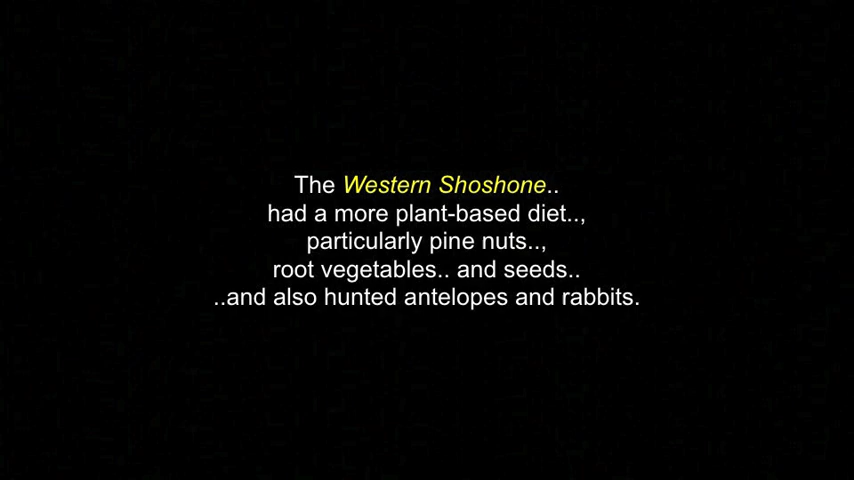 The Western Shoshone..
had a more plant-based diet..,
particularly pine nuts..,
root vegetables.. and seeds..
..and also hunted antelopes and rabbits.